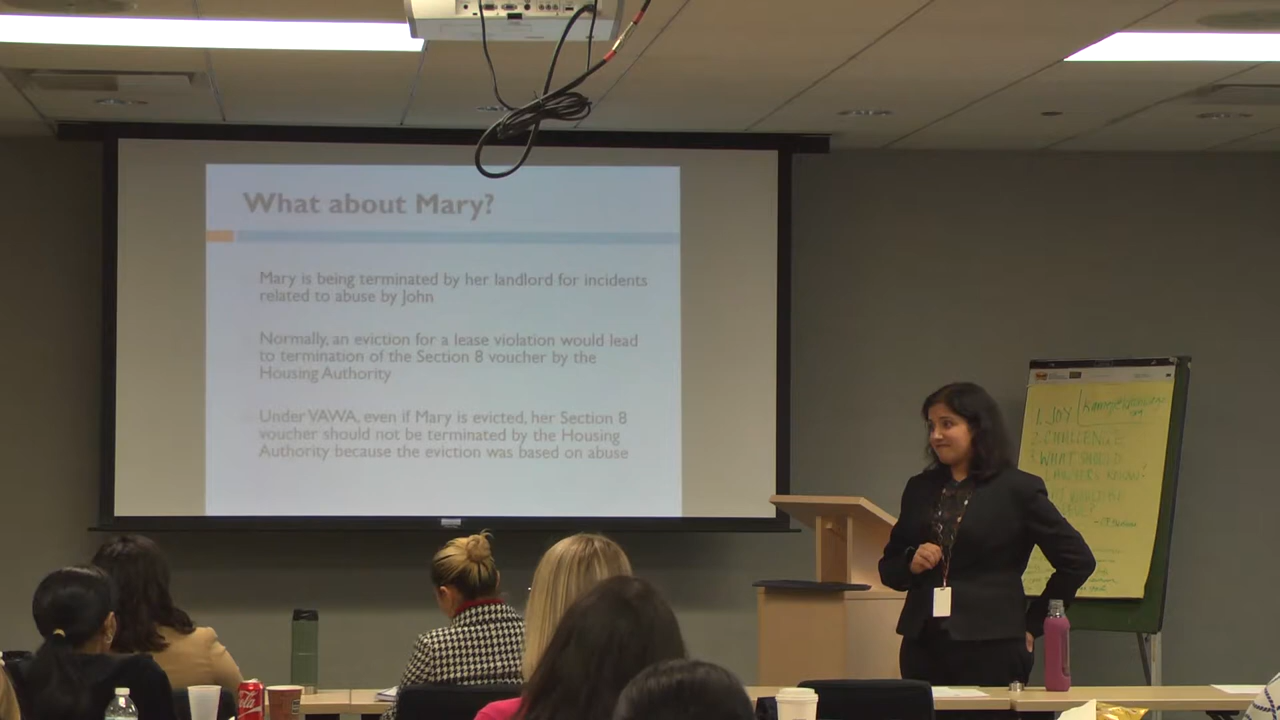 What about Mary?
Mary is being terminated by her landlord for incidents
related to abuse by John
Normally, an eviction for a lease violation would lead
to termination of the Section 8 voucher by the
Housing Authority
Under VAWA, even if Mary is evicted, her Section 8
voucher should not be terminated by the Housing
Authority because the eviction was based on abuse
1. JOY
2. CHALLENGE
WHAT SHOULD
KNOW?